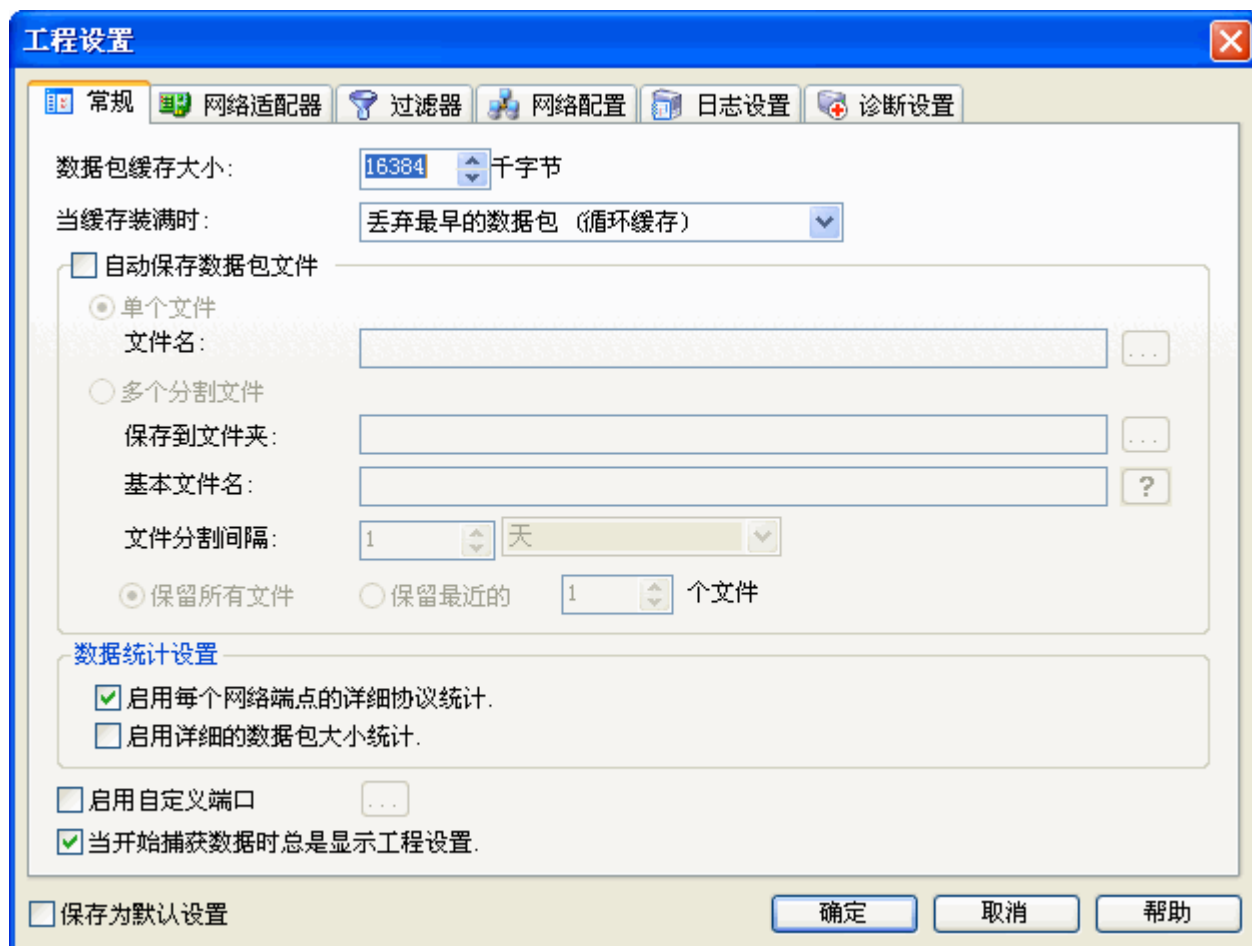 工程设置
常规 网络适配器 过滤器 网络配置 日志设置 诊断设置
数据包缓存大小: 16384 千字节
当缓存装满时: 丢弃最早的数据包 (循环缓存)
自动保存数据包文件
单个文件
文件名: ...
多个分割文件
保存到文件夹: ...
基本文件名: ?
文件分割间隔: 1 天
保留所有文件 保留最近的 1 个文件
数据统计设置
启用每个网络端点的详细协议统计.
启用详细的数据包大小统计.
启用自定义端口 ...
当开始捕获数据时总是显示工程设置.
保存为默认设置 确定 取消 帮助